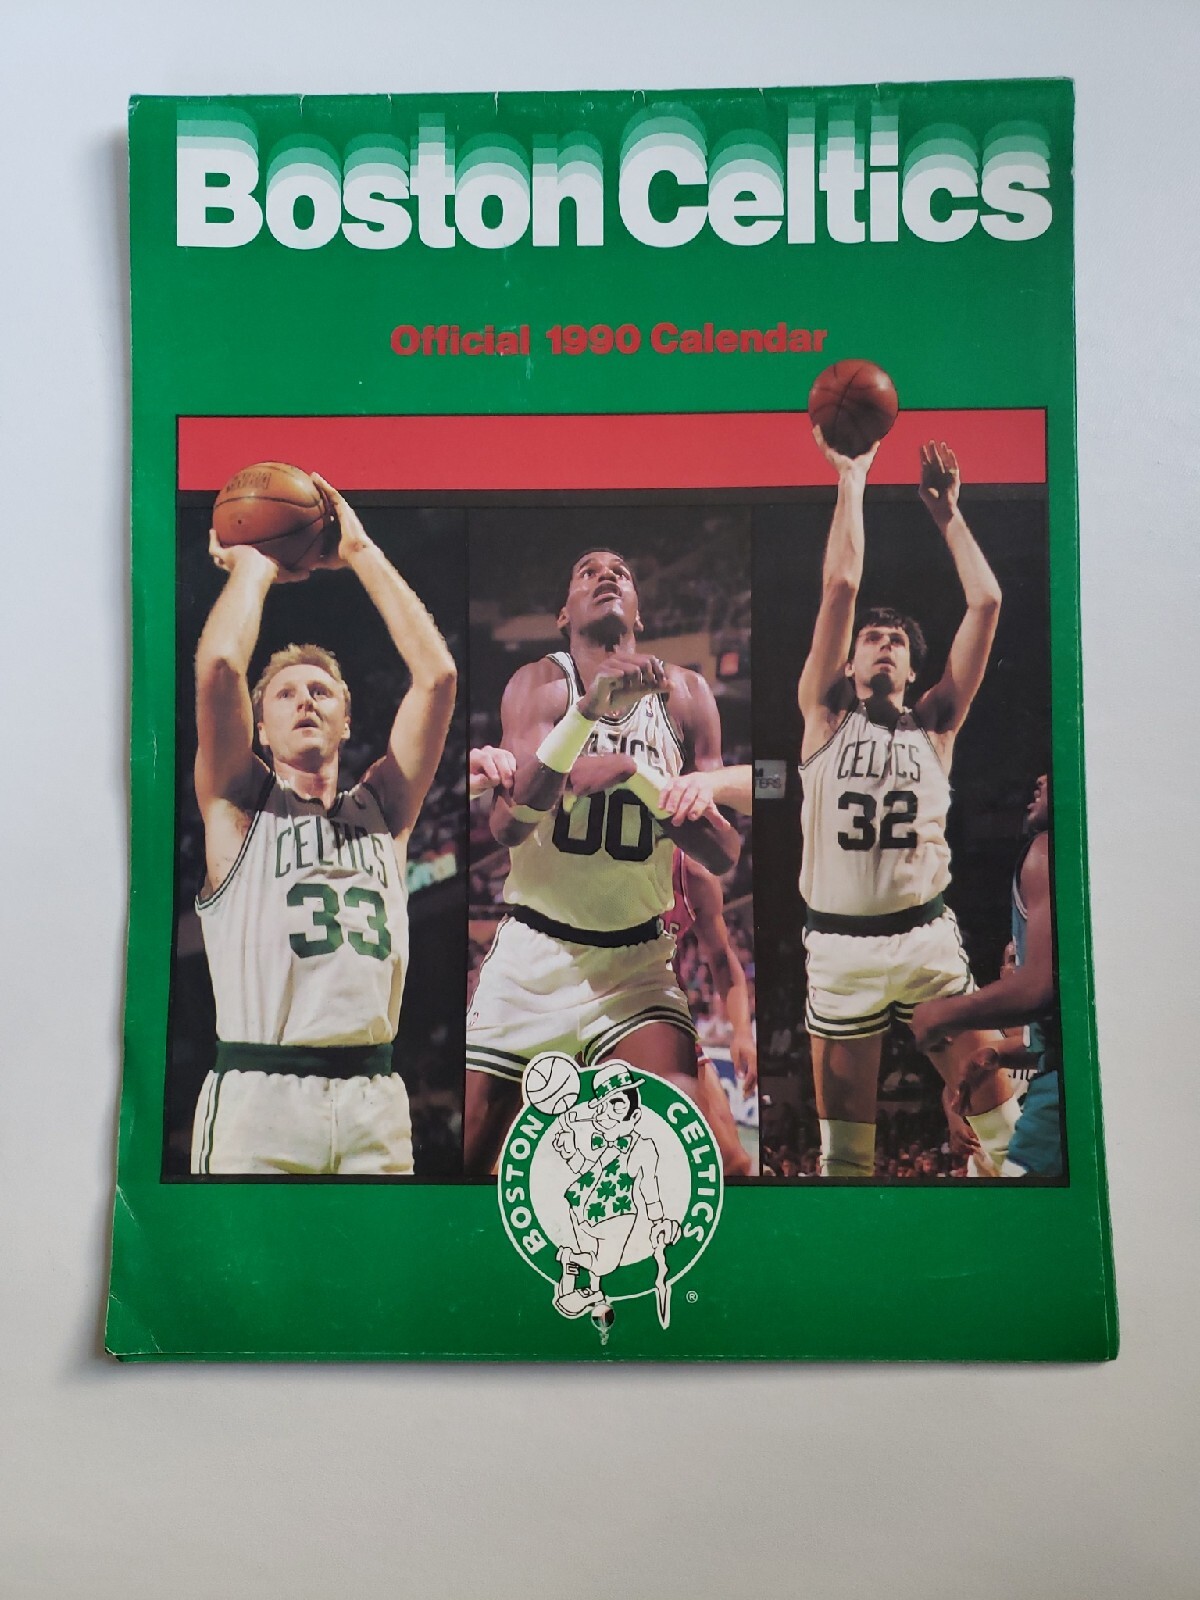 Boston Celtics
Official 1990 Calendar
CELTICS
33
00
CELTICS
32
BOSTON CELTICS
®